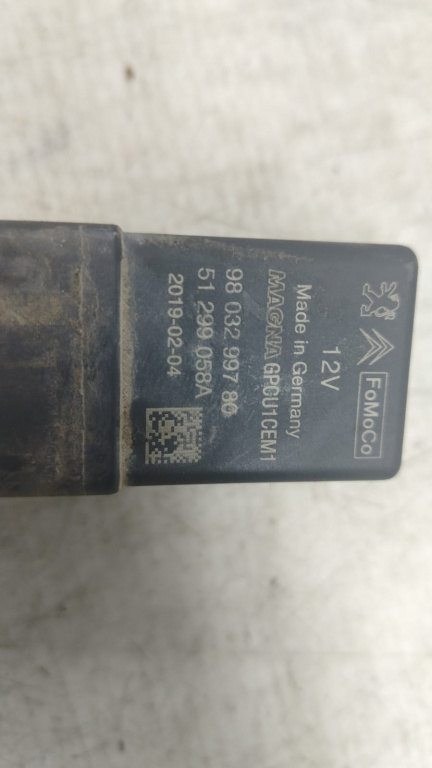 FoMoCo
12V
Made in Germany
MAGNA GPCU1CEM1
98 032 997 80
51 299 058A
2019-02-04